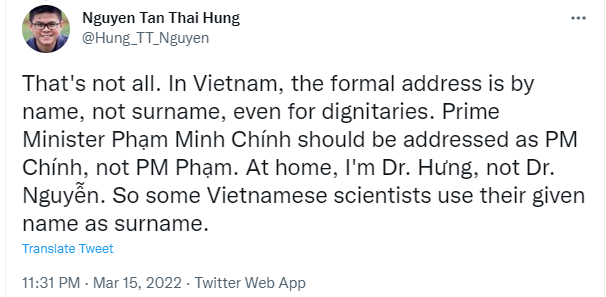 Nguyen Tan Thai Hung
@Hung_TT_Nguyen
That's not all. In Vietnam, the formal address is by
name, not surname, even for dignitaries. Prime
Minister Phạm Minh Chính should be addressed as PM
Chính, not PM Phạm. At home, I'm Dr. Hưng, not Dr.
Nguyễn. So some Vietnamese scientists use their given
name as surname.
Translate Tweet
11:31 PM · Mar 15, 2022 · Twitter Web App